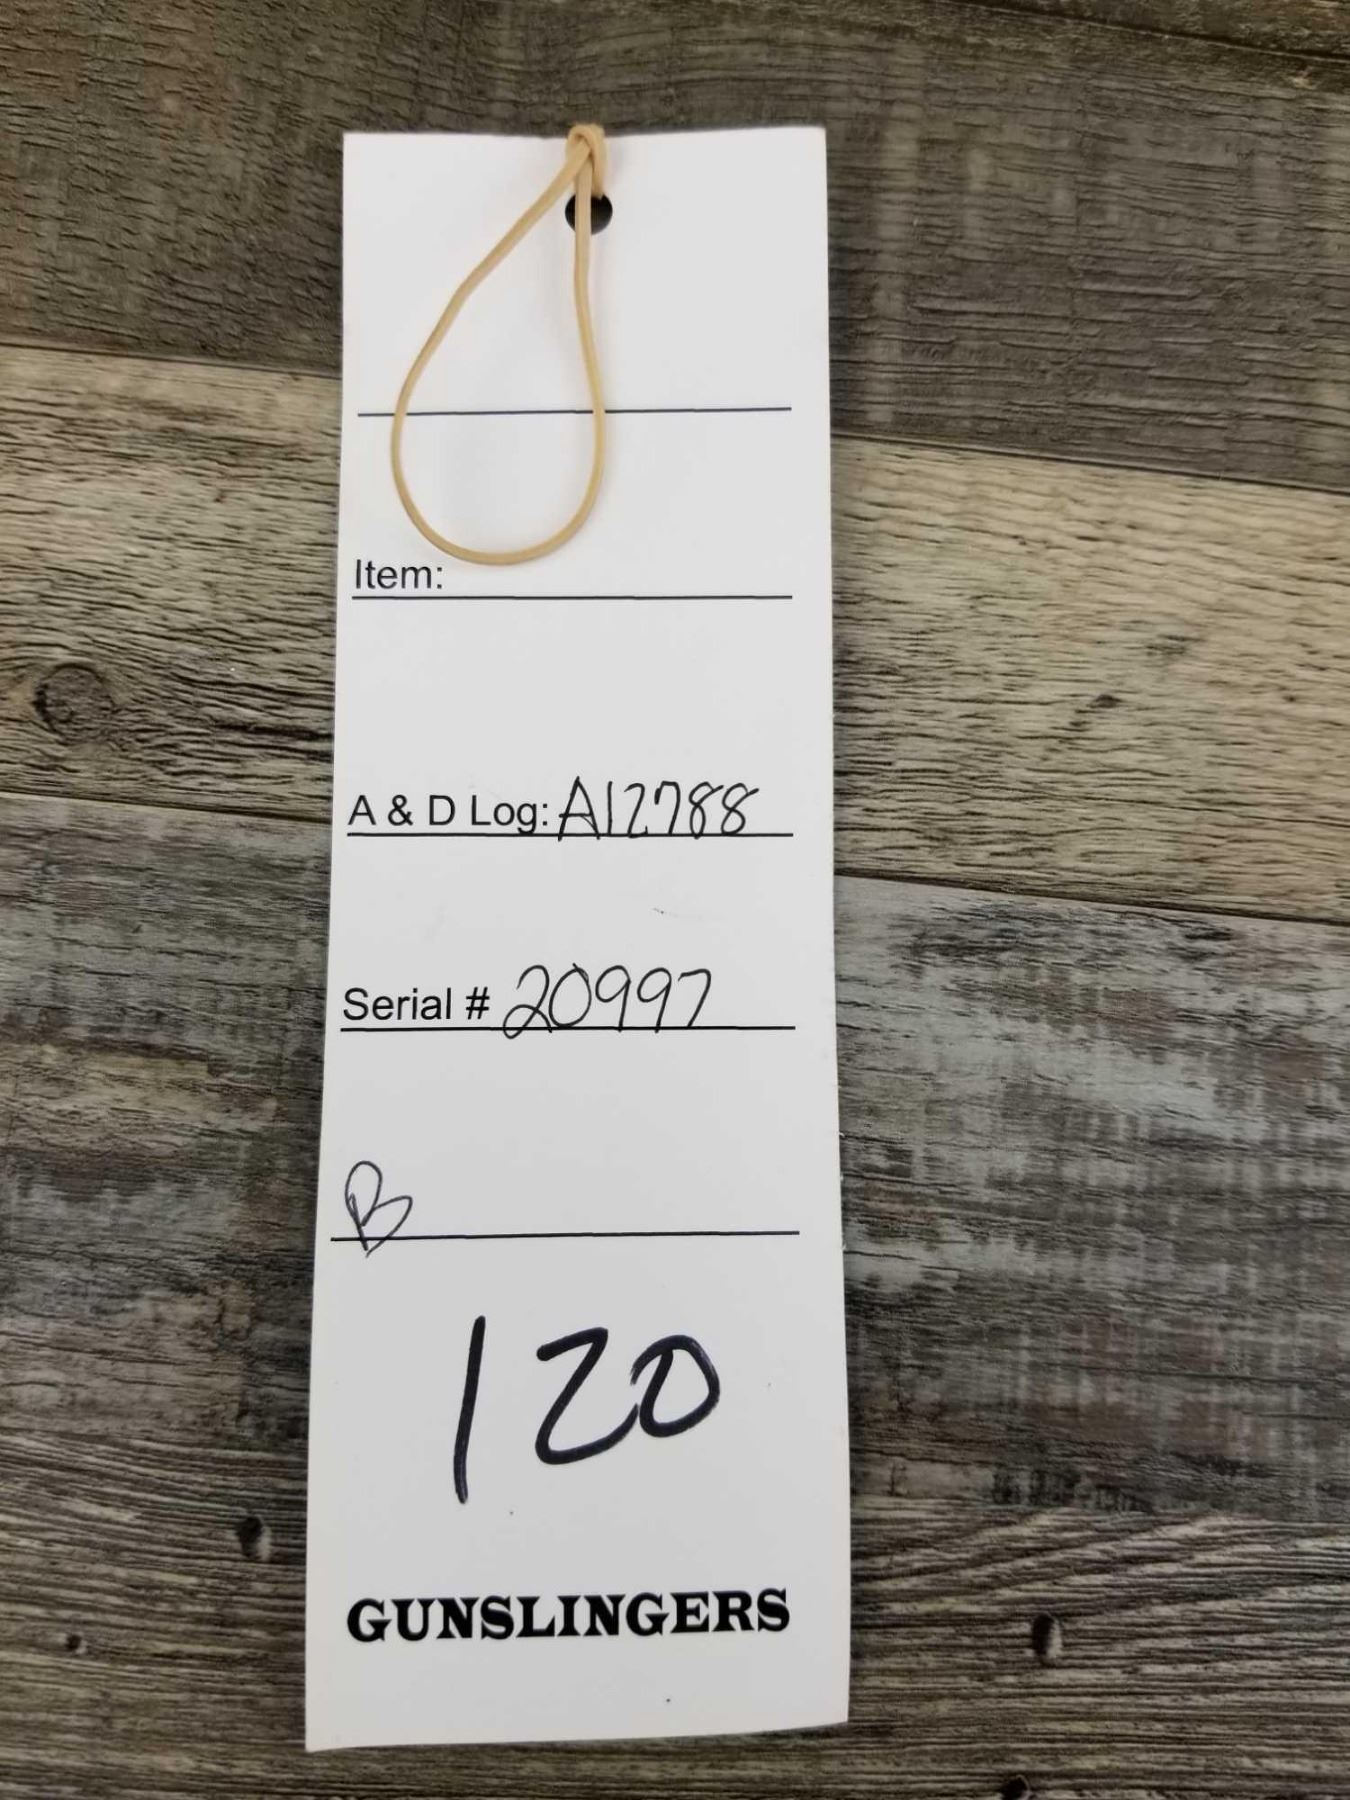 Item:
A & D Log: A12788
Serial # 20997
B
120
GUNSLINGERS